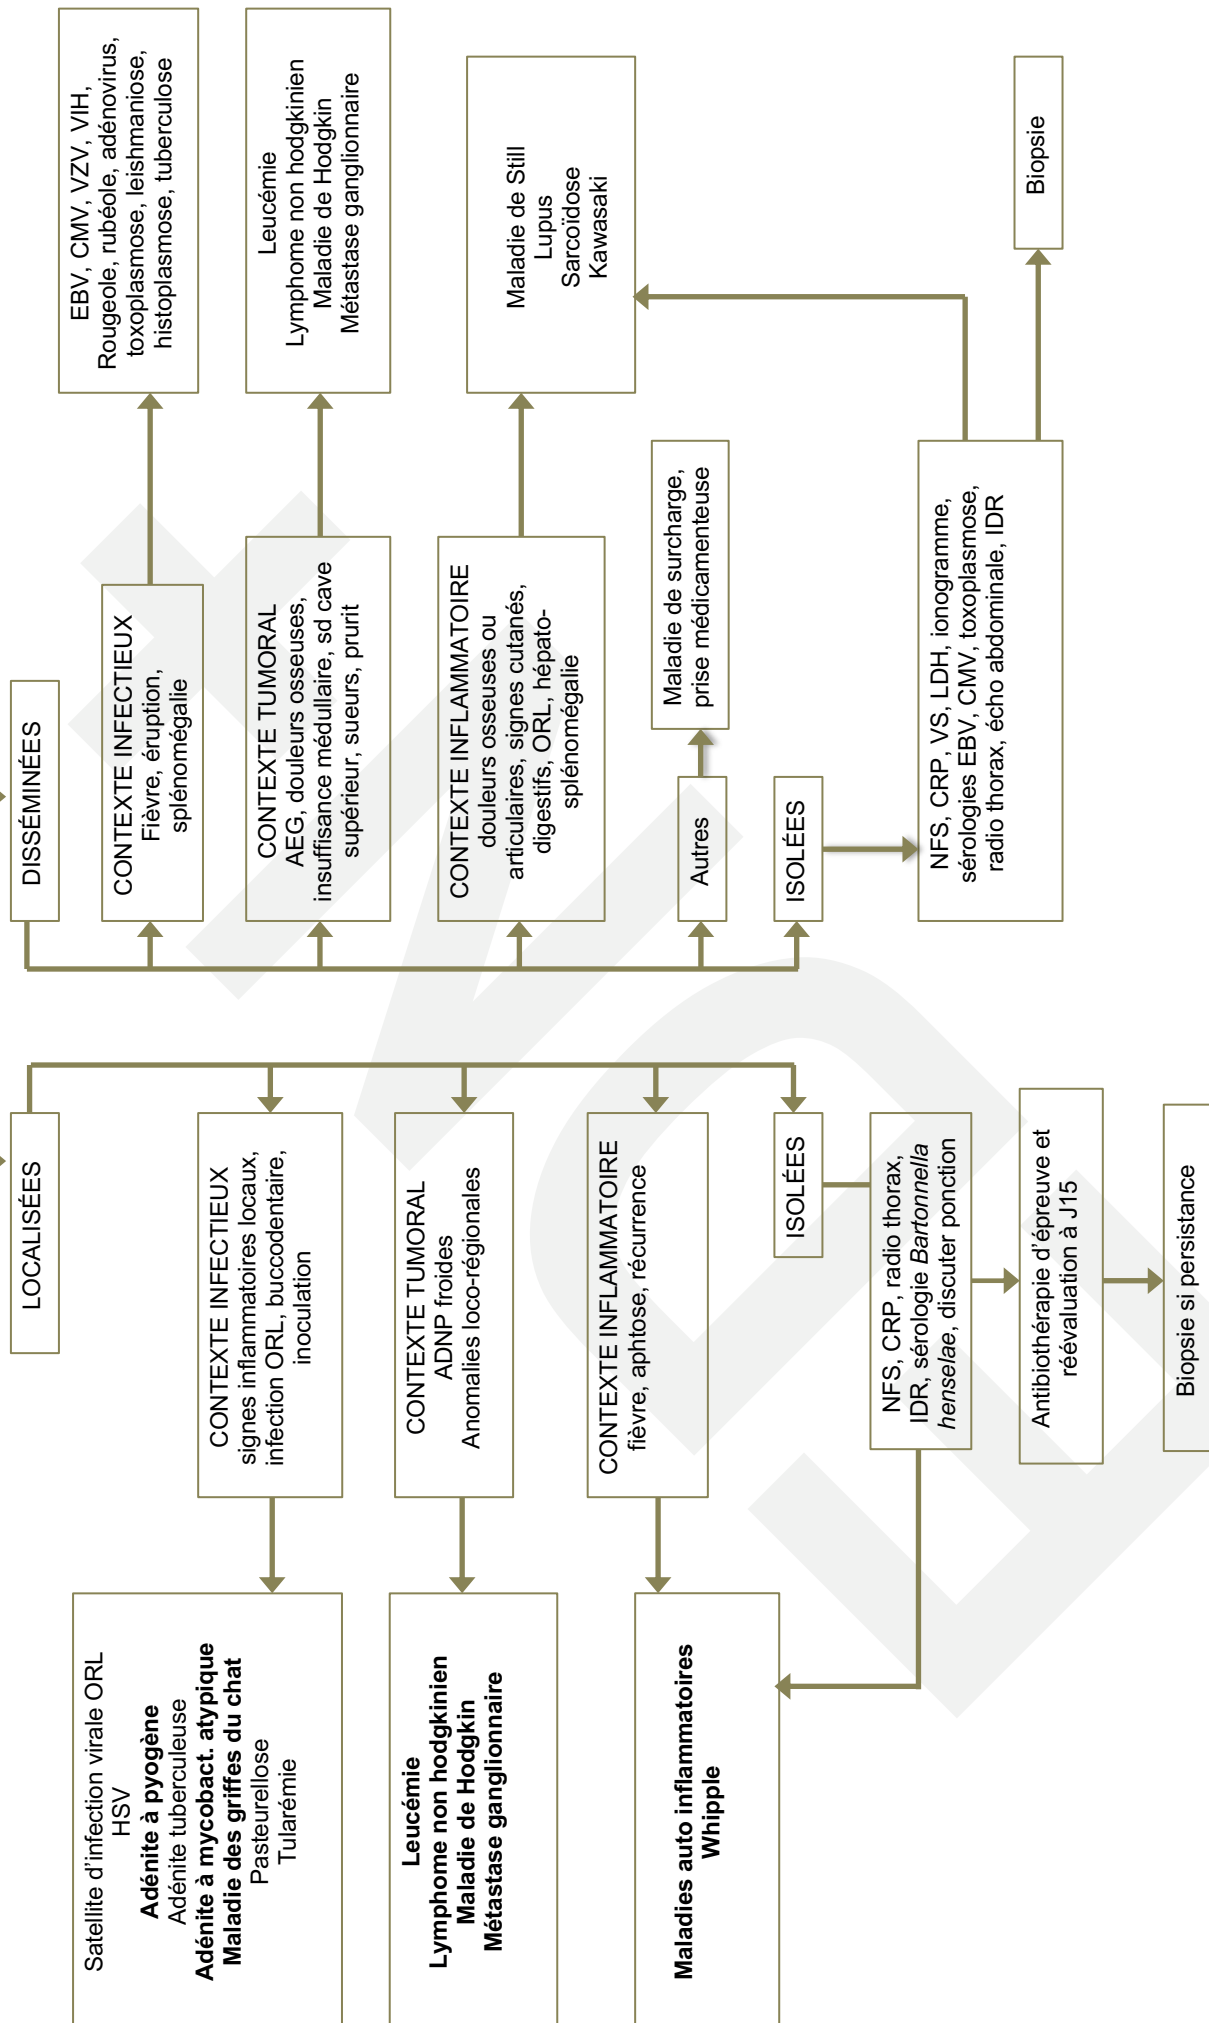 LOCALISÉES
CONTEXTE INFECTIEUX
signes inflammatoires locaux,
infection ORL, buccodentaire,
inoculation
Satellite d'infection virale ORL
HSV
Adénite à pyogène
Adénite tuberculeuse
Adénite à mycobact. atypique
Maladie des griffes du chat
Pasteurellose
Tularémie
CONTEXTE TUMORAL
ADNP froides
Anomalies loco-régionales
Leucémie
Lymphome non hodgkinien
Maladie de Hodgkin
Métastase ganglionnaire
CONTEXTE INFLAMMATOIRE
fièvre, aphtose, récurrence
Maladies auto inflammatoires
Whipple
ISOLÉES
NFS, CRP, radio thorax,
IDR, sérologie Bartonnella
henselae, discuter ponction
Antibiothérapie d'épreuve et
réévaluation à J15
Biopsie si persistance
DISSÉMINÉES
CONTEXTE INFECTIEUX
Fièvre, éruption,
splénomégalie
EBV, CMV, VZV, VIH,
Rougeole, rubéole, adénovirus,
toxoplasmose, leishmaniose,
histoplasmose, tuberculose
CONTEXTE TUMORAL
AEG, douleurs osseuses,
insuffisance médullaire, sd cave
supérieur, sueurs, prurit
Leucémie
Lymphome non hodgkinien
Maladie de Hodgkin
Métastase ganglionnaire
CONTEXTE INFLAMMATOIRE
douleurs osseuses ou
articulaires, signes cutanés,
digestifs, ORL, hépato-
splénomégalie
Maladie de Still
Lupus
Sarcoïdose
Kawasaki
Autres
Maladie de surcharge,
prise médicamenteuse
ISOLÉES
NFS, CRP, VS, LDH, ionogramme,
sérologies EBV, CMV, toxoplasmose,
radio thorax, écho abdominale, IDR
Biopsie